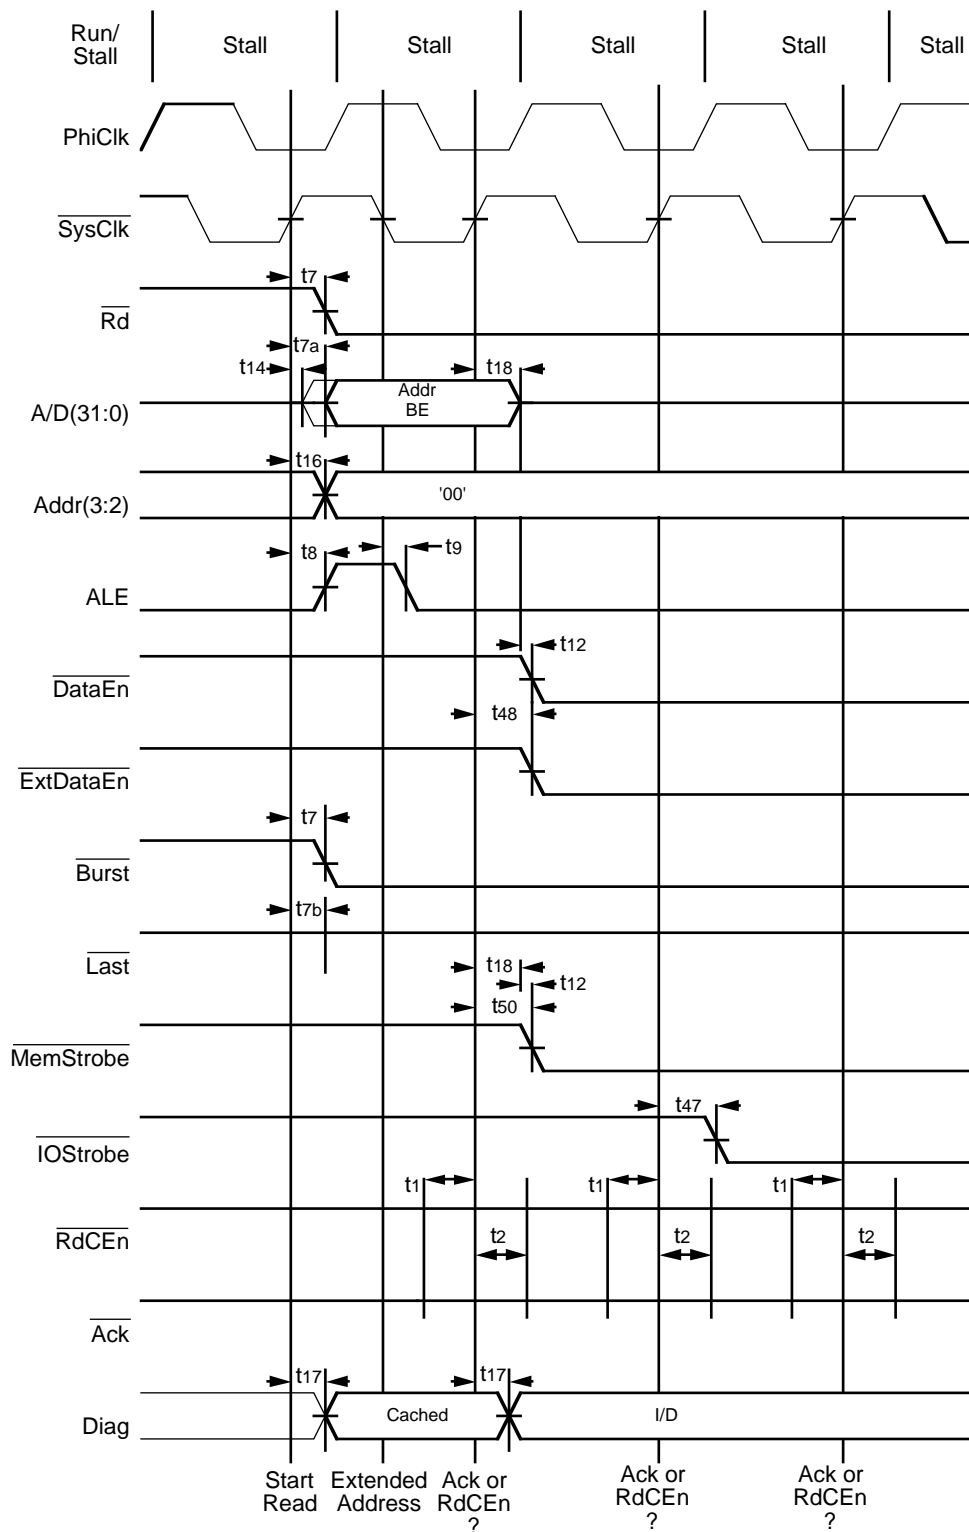 Run/
Stall
Stall
Stall
Stall
Stall
Stall
PhiClk
SysClk
t7
Rd
t7a
t14
t18
Addr
BE
A/D(31:0)
t16
'00'
Addr(3:2)
t8
t9
ALE
t12
DataEn
t48
ExtDataEn
t7
Burst
t7b
Last
t18
t12
t50
MemStrobe
t47
IOStrobe
t1
t1
t1
RdCEn
t2
t2
t2
Ack
t17
t17
Cached
I/D
Diag
Start
Read
Extended
Address
Ack or
RdCEn
?
Ack or
RdCEn
?
Ack or
RdCEn
?